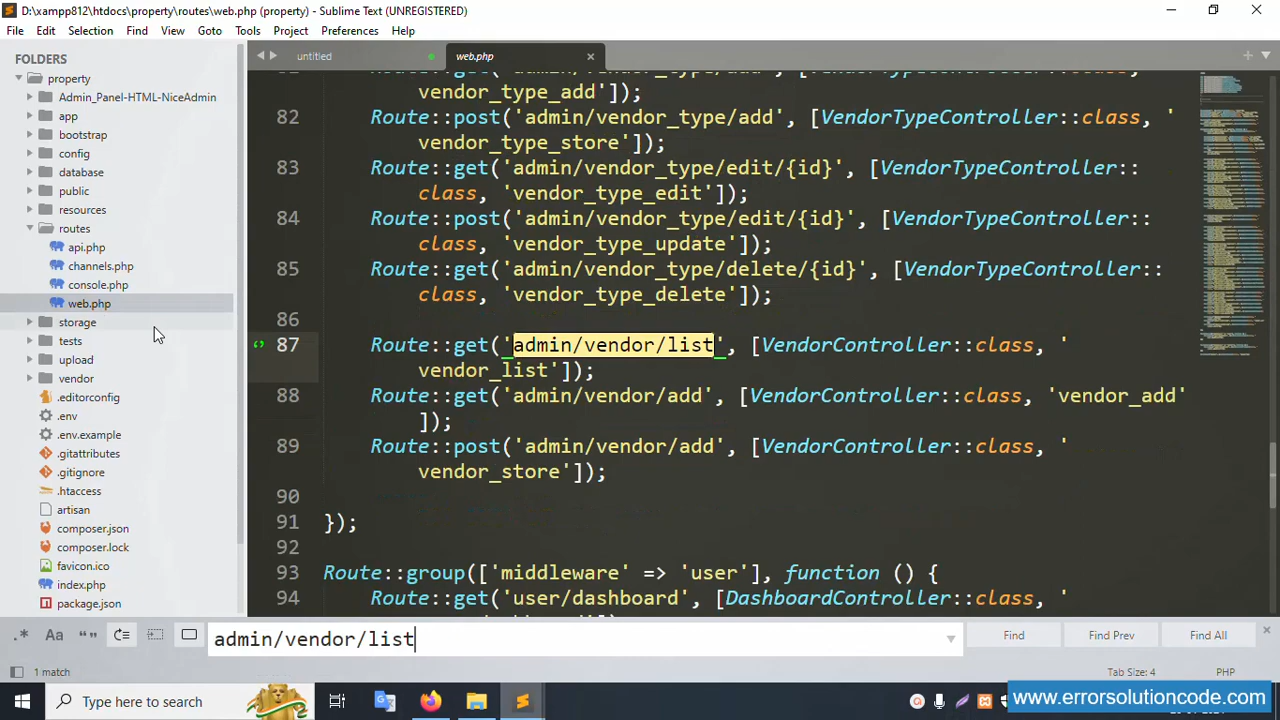 D:\xampp812\htdocs\property\routes\web.php (property) - Sublime Text (UNREGISTERED)
File Edit Selection Find View Goto Tools Project Preferences Help
FOLDERS
property
Admin_Panel-HTML-NiceAdmin
app
bootstrap
config
database
public
resources
routes
api.php
channels.php
console.php
web.php
storage
tests
upload
vendor
.editorconfig
.env
.env.example
.gitattributes
.gitignore
.htaccess
artisan
composer.json
composer.lock
favicon.ico
index.php
package.json
untitled
web.php
vendor_type_add']);
82 Route::post('admin/vendor_type/add', [VendorTypeController::class, '
vendor_type_store']);
83 Route::get('admin/vendor_type/edit/{id}', [VendorTypeController::
class, 'vendor_type_edit']);
84 Route::post('admin/vendor_type/edit/{id}', [VendorTypeController::
class, 'vendor_type_update']);
85 Route::get('admin/vendor_type/delete/{id}', [VendorTypeController::
class, 'vendor_type_delete']);
86
87 Route::get('admin/vendor/list', [VendorController::class, '
vendor_list']);
88 Route::get('admin/vendor/add', [VendorController::class, 'vendor_add'
]);
89 Route::post('admin/vendor/add', [VendorController::class, '
vendor_store']);
90
91 });
92
93 Route::group(['middleware' => 'user'], function () {
94 Route::get('user/dashboard', [DashboardController::class, '
.* Aa “”
admin/vendor/list
Find Find Prev Find All
1 match
Tab Size: 4 PHP
Type here to search
www.errorsolutioncode.com